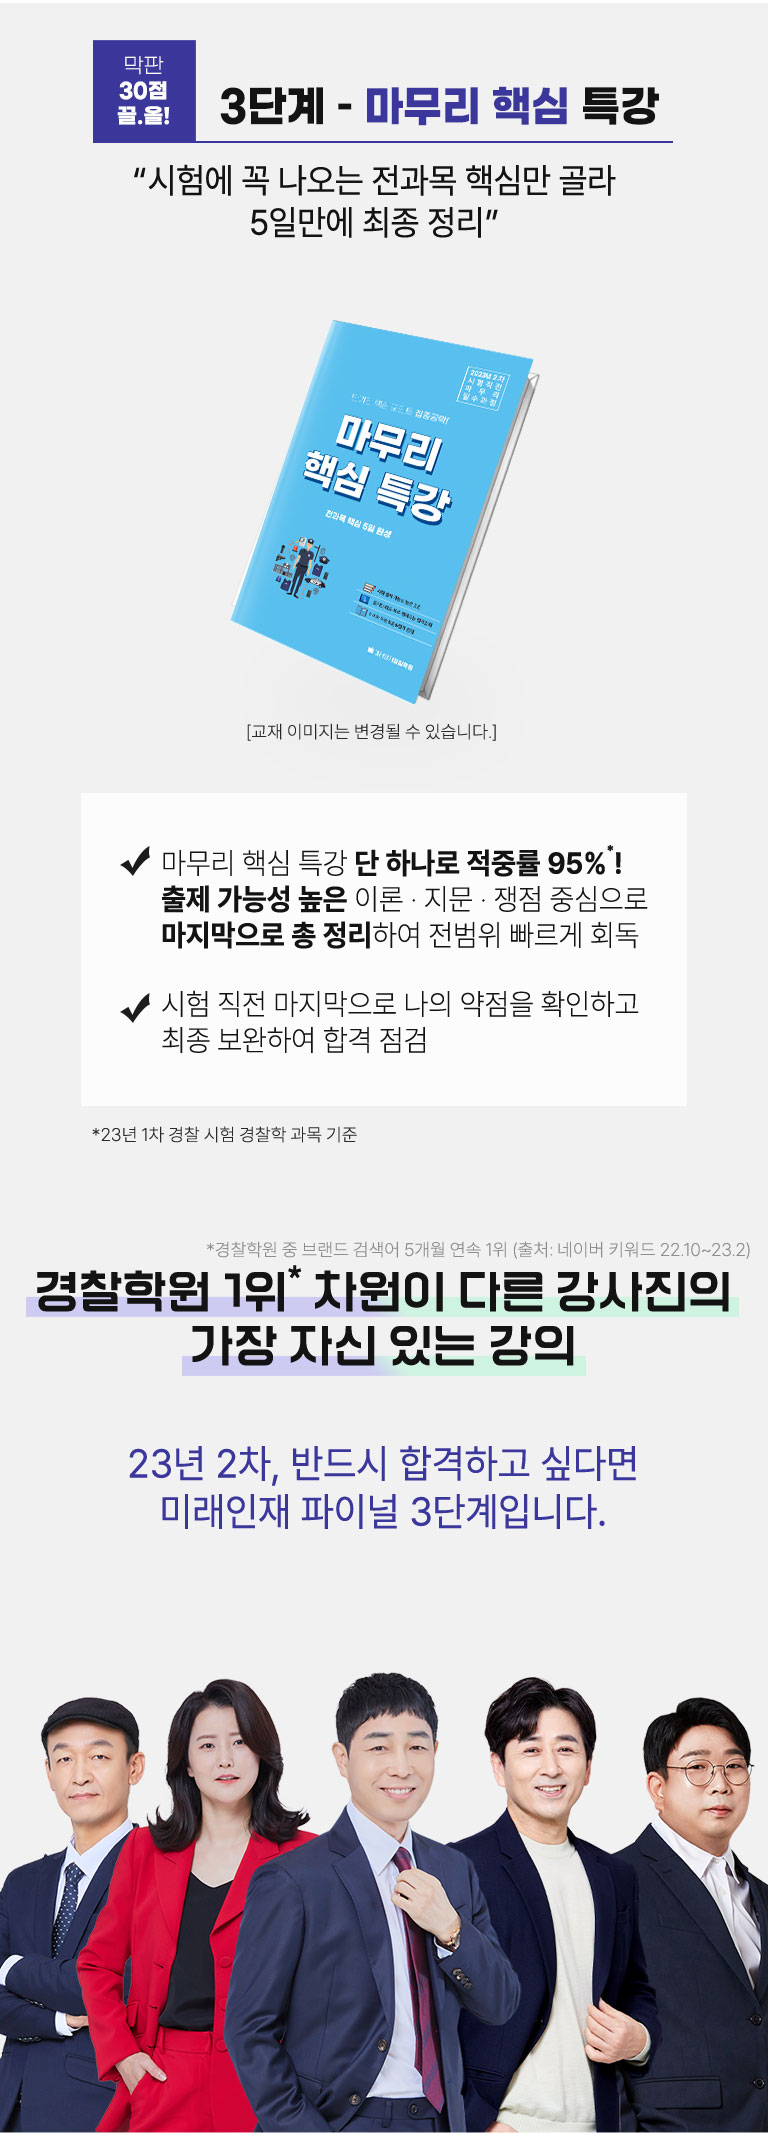 막판
30점
끌.올!
3단계 - 마무리 핵심 특강
“시험에 꼭 나오는 전과목 핵심만 골라
5일만에 최종 정리”
2023년 2차
시험직전
마무리
필수과정
집중공략!
마무리
핵심 특강
전과목 핵심 5일 완성
[교재 이미지는 변경될 수 있습니다.]
마무리 핵심 특강 단 하나로 적중률 95%*!
출제 가능성 높은 이론 · 지문 · 쟁점 중심으로
마지막으로 총 정리하여 전범위 빠르게 회독
시험 직전 마지막으로 나의 약점을 확인하고
최종 보완하여 합격 점검
*23년 1차 경찰 시험 경찰학 과목 기준
*경찰학원 중 브랜드 검색어 5개월 연속 1위 (출처: 네이버 키워드 22.10~23.2)
경찰학원 1위* 차원이 다른 강사진의
가장 자신 있는 강의
23년 2차, 반드시 합격하고 싶다면
미래인재 파이널 3단계입니다.